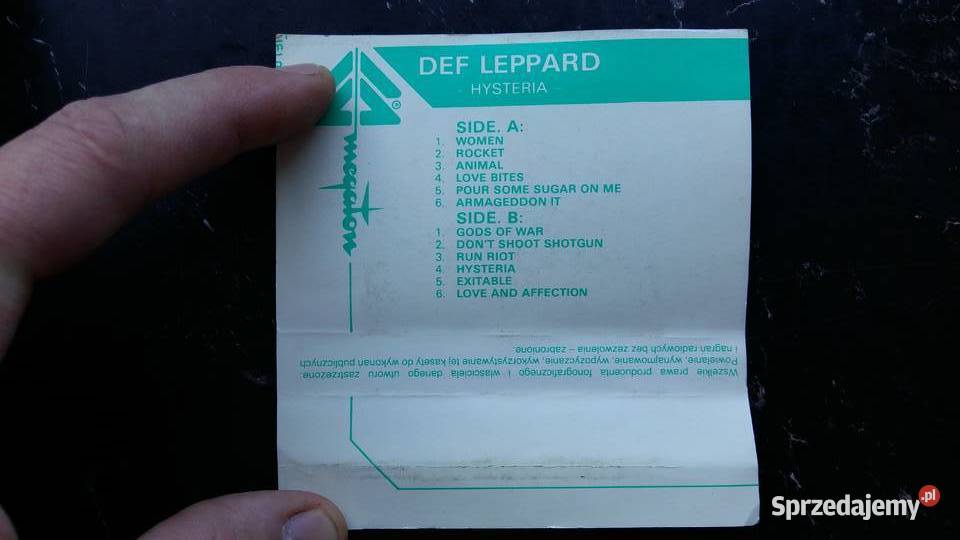 DEF LEPPARD
- HYSTERIA -
®
megaton
SIDE. A:
1. WOMEN
2. ROCKET
3. ANIMAL
4. LOVE BITES
5. POUR SOME SUGAR ON ME
6. ARMAGEDDON IT
SIDE. B:
1. GODS OF WAR
2. DON'T SHOOT SHOTGUN
3. RUN RIOT
4. HYSTERIA
5. EXITABLE
6. LOVE AND AFFECTION
Wszelkie prawa producenta fonograficznego i właściciela danego utworu zastrzeżone.
Powielanie, wynajmowanie, wypożyczanie, wykorzystywanie tej kasety do wykonań publicznych
i nagrań radiowych bez zezwolenia – zabronione.
Sprzedajemy.pl